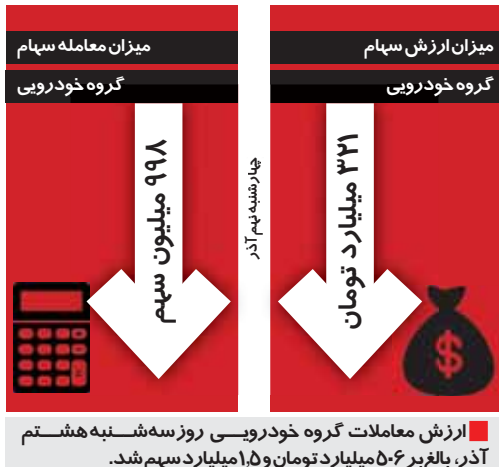 میزان ارزش سهام
گروه خودرویی
۳۲۱ میلیارد تومان
$
چهارشنبه نهم آذر
میزان معامله سهام
گروه خودرویی
۹۹۸ میلیون سهم
ارزش معاملات گروه خودرویی روز سه‌شنبه هشتم
آذر، بالغ‌بر ۵۰۶ میلیارد تومان و ۱,۵ میلیارد سهم شد.